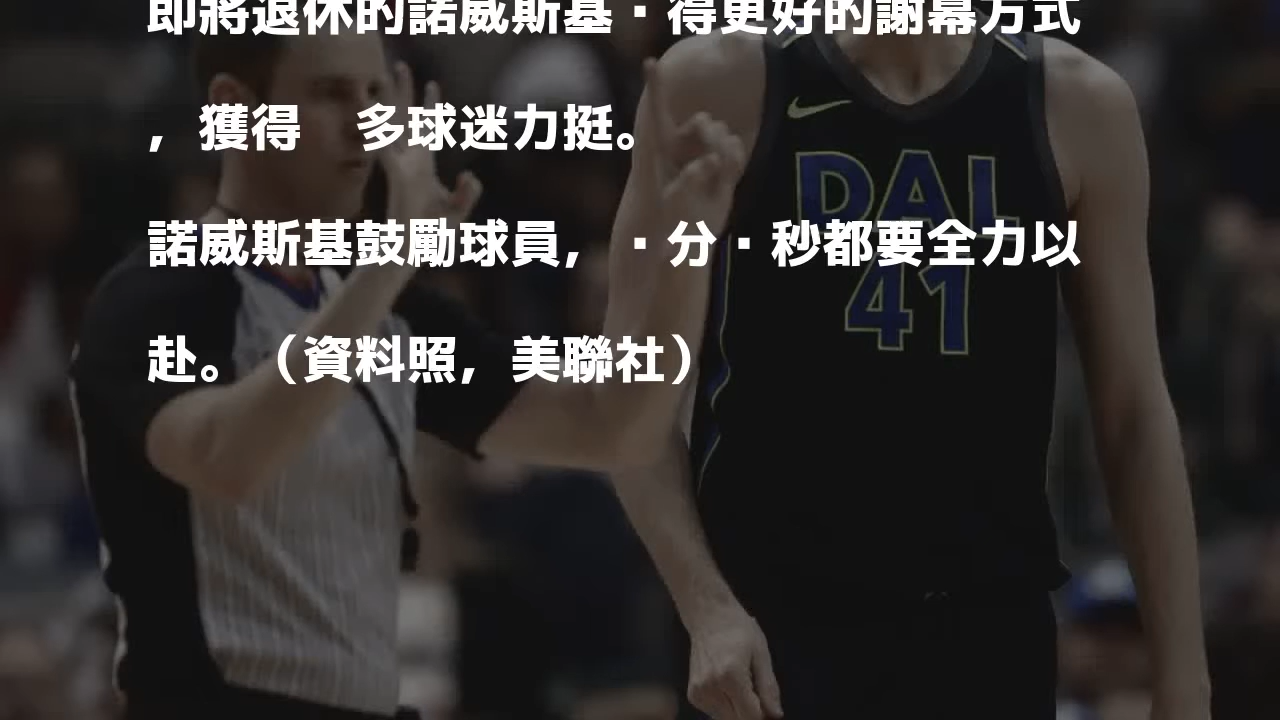 即將退休的諾威斯基▪得更好的謝幕方式
，獲得　多球迷力挺。
諾威斯基鼓勵球員，▪分▪秒都要全力以
赴。（資料照，美聯社）
DAL
41